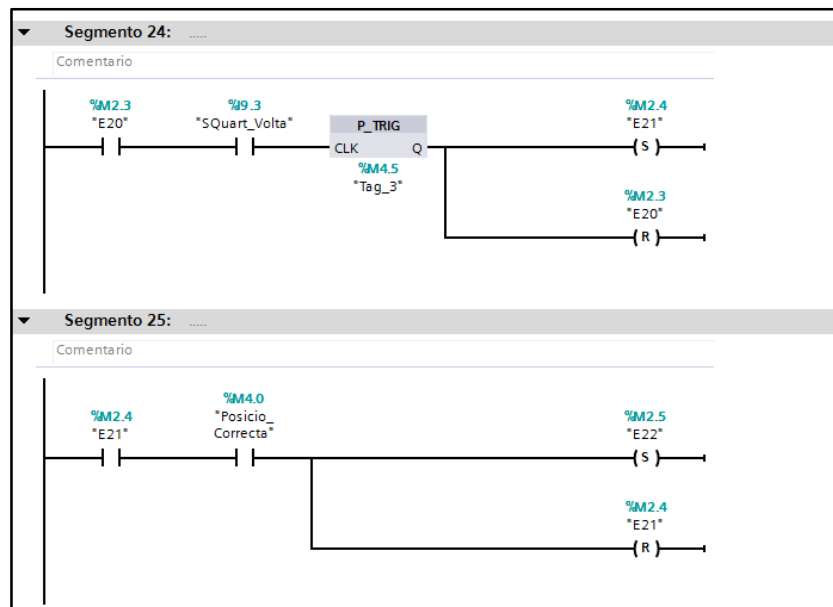 Segmento 24: .....
Comentario
%M2.3 %I9.3 %M2.4
"E20" "SQuart_Volta" P_TRIG "E21"
CLK Q S
%M4.5
"Tag_3"
%M2.3
"E20"
R
Segmento 25: .....
Comentario
%M4.0
%M2.4 "Posicio_ %M2.5
"E21" Correcta" "E22"
S
%M2.4
"E21"
R